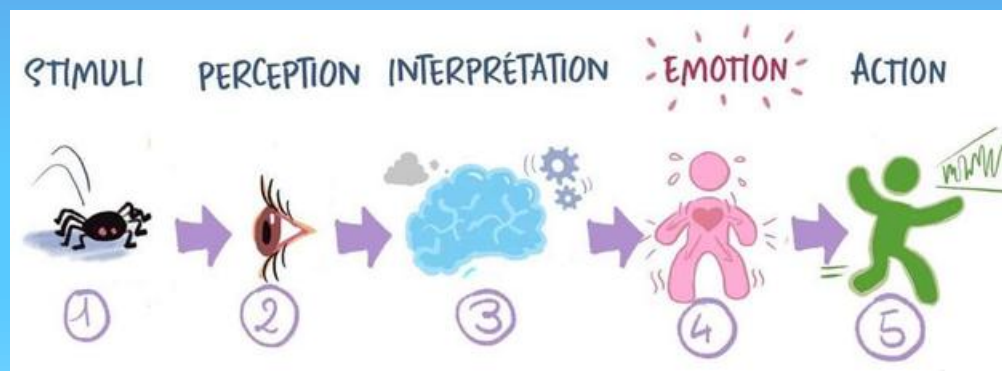 STIMULI PERCEPTION INTERPRÉTATION EMOTION ACTION
1 2 3 4 5